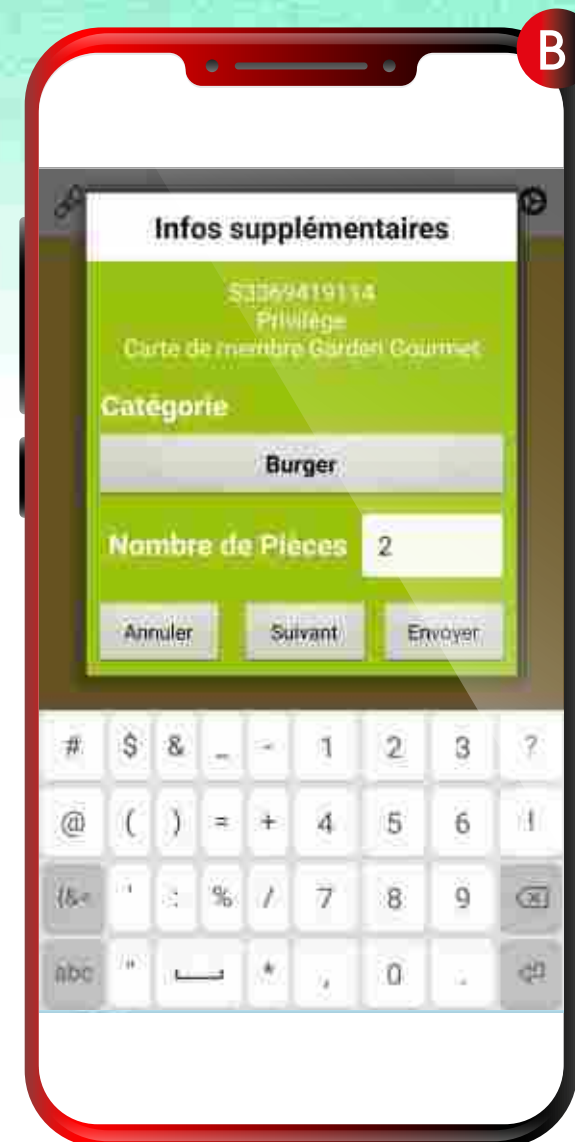 B
Infos supplémentaires
S3369419114
Privilège
Carte de membre Garden Gourmet
Catégorie
Burger
Nombre de Pièces 2
Annuler Suivant Envoyer
# $ & _ - 1 2 3 ?
@ ( ) = + 4 5 6 !
{&= ' : % / 7 8 9
abc " * , 0 .